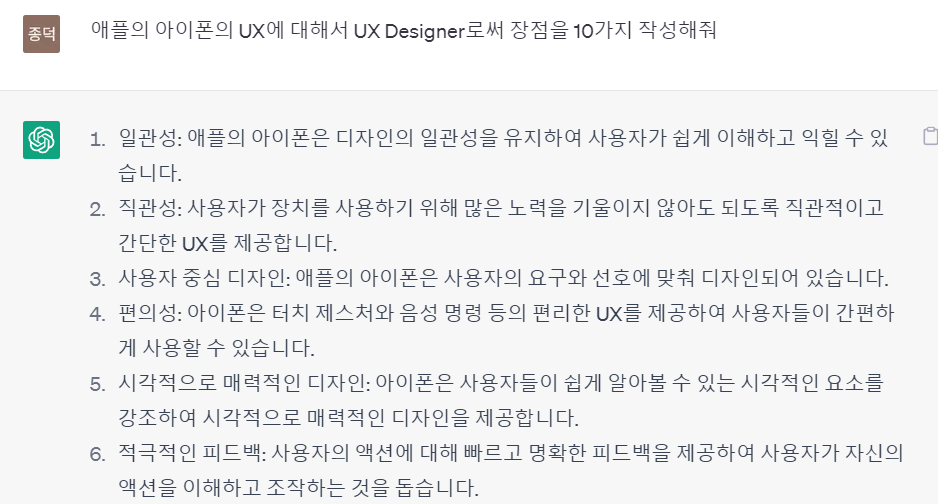 종덕
애플의 아이폰의 UX에 대해서 UX Designer로써 장점을 10가지 작성해줘
1. 일관성: 애플의 아이폰은 디자인의 일관성을 유지하여 사용자가 쉽게 이해하고 익힐 수 있
습니다.
2. 직관성: 사용자가 장치를 사용하기 위해 많은 노력을 기울이지 않아도 되도록 직관적이고
간단한 UX를 제공합니다.
3. 사용자 중심 디자인: 애플의 아이폰은 사용자의 요구와 선호에 맞춰 디자인되어 있습니다.
4. 편의성: 아이폰은 터치 제스처와 음성 명령 등의 편리한 UX를 제공하여 사용자들이 간편하
게 사용할 수 있습니다.
5. 시각적으로 매력적인 디자인: 아이폰은 사용자들이 쉽게 알아볼 수 있는 시각적인 요소를
강조하여 시각적으로 매력적인 디자인을 제공합니다.
6. 적극적인 피드백: 사용자의 액션에 대해 빠르고 명확한 피드백을 제공하여 사용자가 자신의
액션을 이해하고 조작하는 것을 돕습니다.